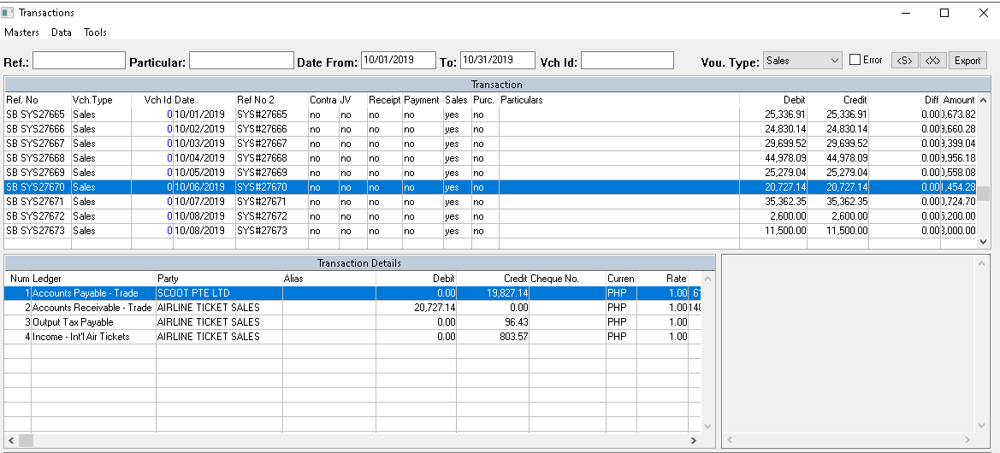 Transactions
Masters Data Tools
Ref.: Particular: Date From: 10/01/2019 To: 10/31/2019 Vch Id: Vou. Type: Sales Error <S> <X> Export
Transaction
Ref. No Vch.Type Vch Id Date Ref No 2 Contra JV Receipt Payment Sales Purc. Particulars Debit Credit Diff Amount
SB SYS27665 Sales 0 10/01/2019 SYS#27665 no no no no yes no 25,336.91 25,336.91 0.00 0,673.82
SB SYS27666 Sales 0 10/02/2019 SYS#27666 no no no no yes no 24,830.14 24,830.14 0.00 9,660.28
SB SYS27667 Sales 0 10/03/2019 SYS#27667 no no no no yes no 29,699.52 29,699.52 0.00 9,399.04
SB SYS27668 Sales 0 10/04/2019 SYS#27668 no no no no yes no 44,978.09 44,978.09 0.00 9,956.18
SB SYS27669 Sales 0 10/05/2019 SYS#27669 no no no no yes no 25,279.04 25,279.04 0.00 0,558.08
SB SYS27670 Sales 0 10/06/2019 SYS#27670 no no no no yes no 20,727.14 20,727.14 0.00 1,454.28
SB SYS27671 Sales 0 10/07/2019 SYS#27671 no no no no yes no 35,362.35 35,362.35 0.00 0,724.70
SB SYS27672 Sales 0 10/08/2019 SYS#27672 no no no no yes no 2,600.00 2,600.00 0.00 5,200.00
SB SYS27673 Sales 0 10/08/2019 SYS#27673 no no no no yes no 11,500.00 11,500.00 0.00 3,000.00
Transaction Details
Num Ledger Party Alias Debit Credit Cheque No. Curren Rate
1 Accounts Payable - Trade SCOOT PTE LTD 0.00 19,827.14 PHP 1.00 61
2 Accounts Receivable - Trade AIRLINE TICKET SALES 20,727.14 0.00 PHP 1.00 148
3 Output Tax Payable AIRLINE TICKET SALES 0.00 96.43 PHP 1.00
4 Income - Int'l Air Tickets AIRLINE TICKET SALES 0.00 803.57 PHP 1.00